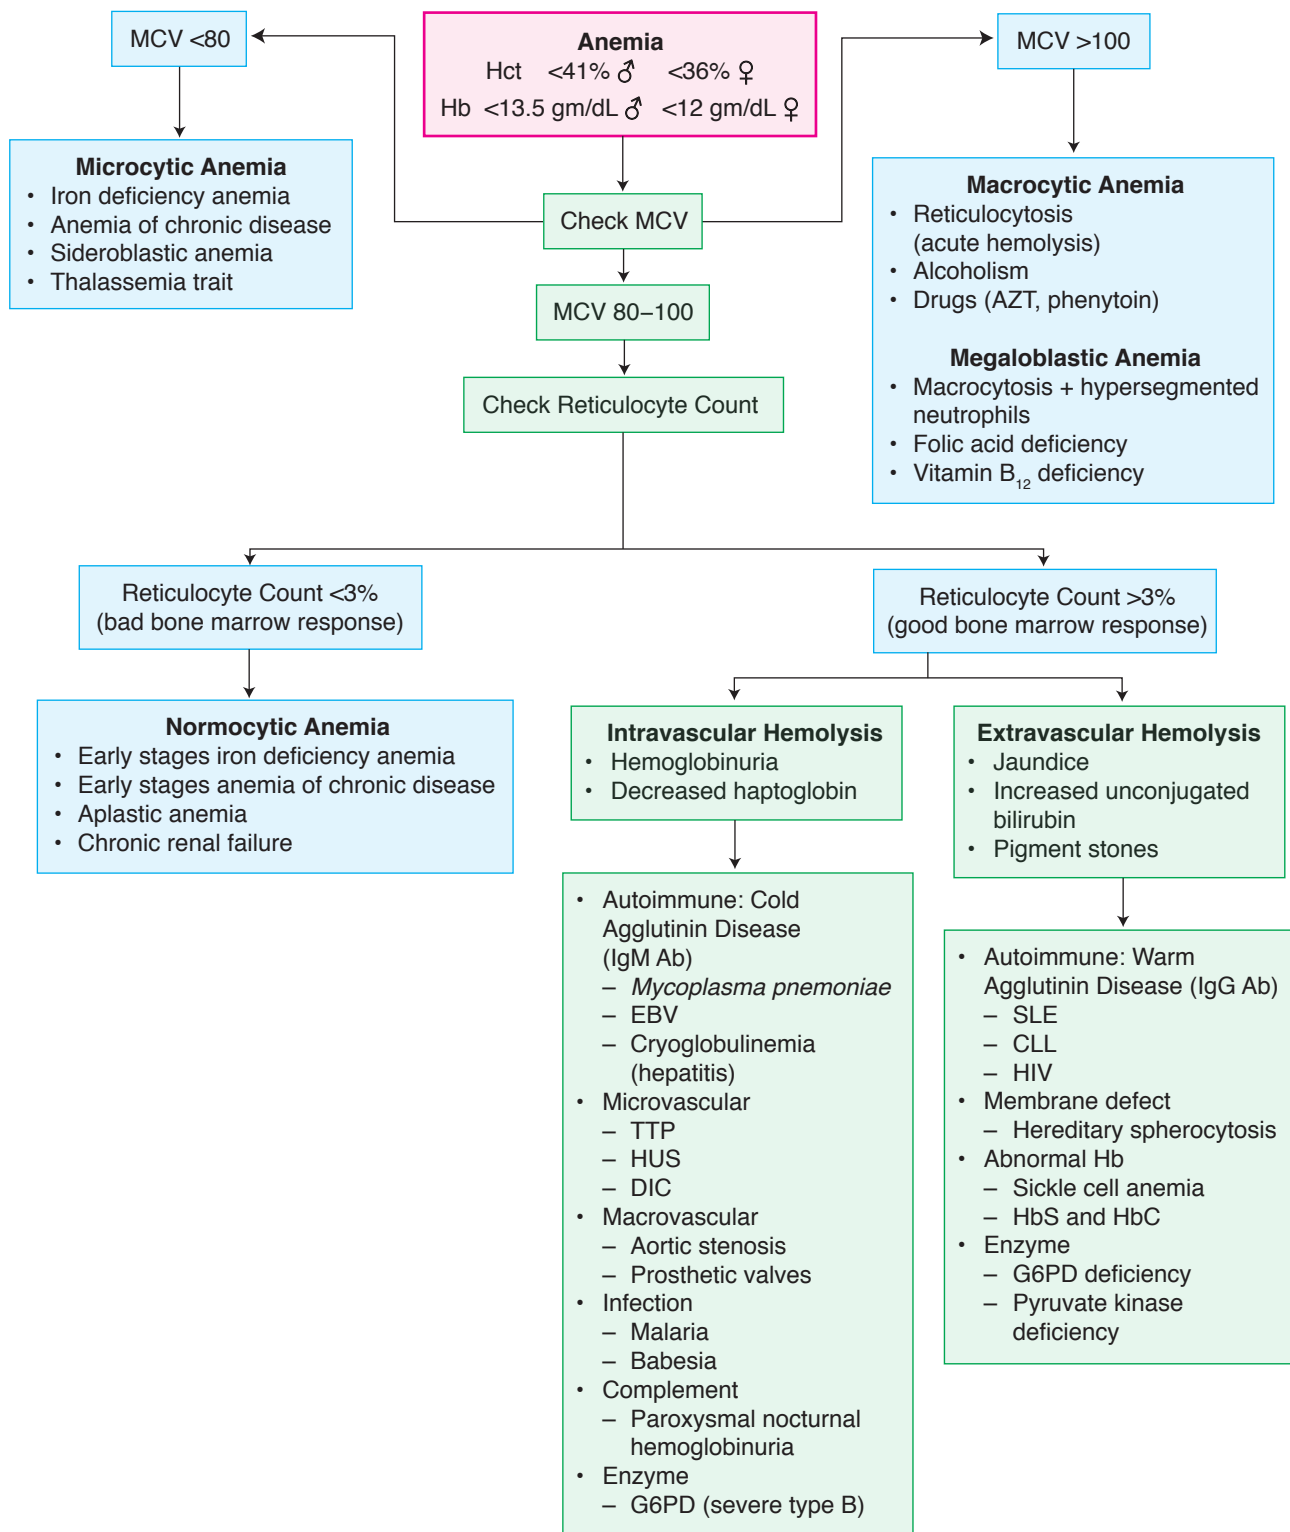 MCV <80
Anemia
Hct <41% ♂ <36% ♀
Hb <13.5 gm/dL ♂ <12 gm/dL ♀
MCV >100
Microcytic Anemia
• Iron deficiency anemia
• Anemia of chronic disease
• Sideroblastic anemia
• Thalassemia trait
Check MCV
MCV 80–100
Check Reticulocyte Count
Macrocytic Anemia
• Reticulocytosis
(acute hemolysis)
• Alcoholism
• Drugs (AZT, phenytoin)
Megaloblastic Anemia
• Macrocytosis + hypersegmented
neutrophils
• Folic acid deficiency
• Vitamin B12 deficiency
Reticulocyte Count <3%
(bad bone marrow response)
Reticulocyte Count >3%
(good bone marrow response)
Normocytic Anemia
• Early stages iron deficiency anemia
• Early stages anemia of chronic disease
• Aplastic anemia
• Chronic renal failure
Intravascular Hemolysis
• Hemoglobinuria
• Decreased haptoglobin
Extravascular Hemolysis
• Jaundice
• Increased unconjugated
bilirubin
• Pigment stones
• Autoimmune: Cold
Agglutinin Disease
(IgM Ab)
– Mycoplasma pnemoniae
– EBV
– Cryoglobulinemia
(hepatitis)
• Microvascular
– TTP
– HUS
– DIC
• Macrovascular
– Aortic stenosis
– Prosthetic valves
• Infection
– Malaria
– Babesia
• Complement
– Paroxysmal nocturnal
hemoglobinuria
• Enzyme
– G6PD (severe type B)
• Autoimmune: Warm
Agglutinin Disease (IgG Ab)
– SLE
– CLL
– HIV
• Membrane defect
– Hereditary spherocytosis
• Abnormal Hb
– Sickle cell anemia
– HbS and HbC
• Enzyme
– G6PD deficiency
– Pyruvate kinase
deficiency